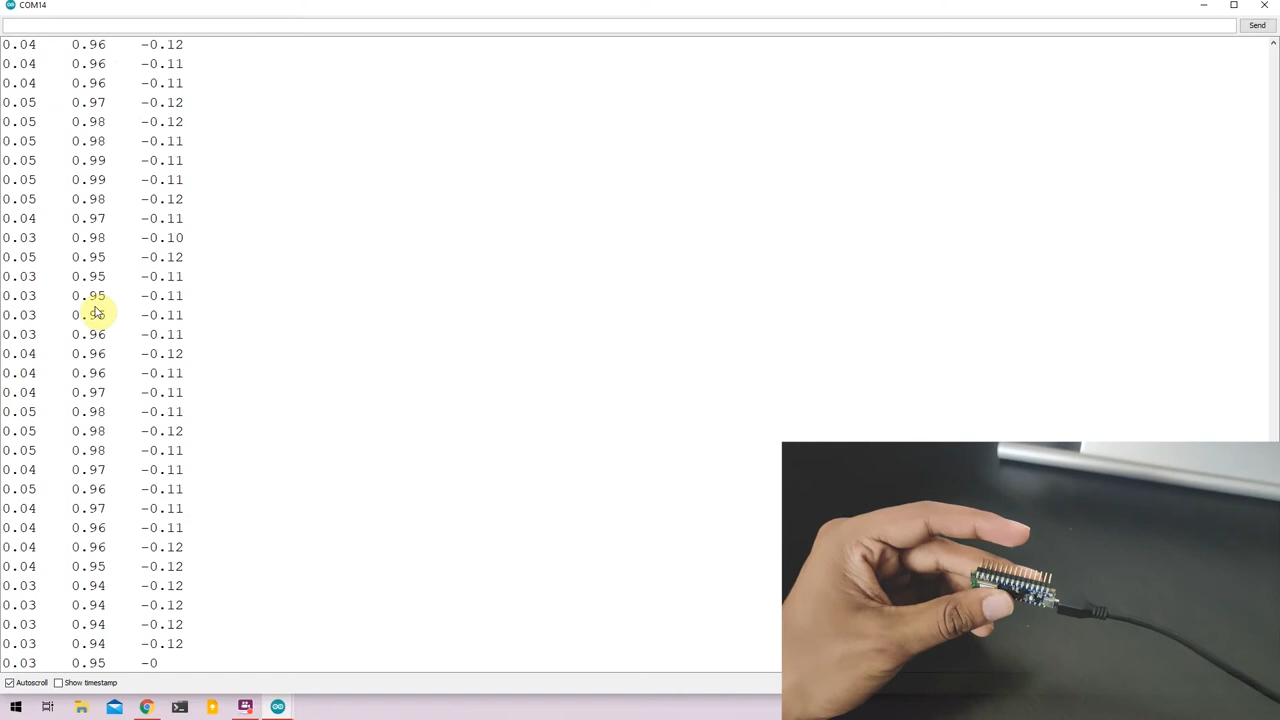 COM14
Send
0.04 0.96 -0.12
0.04 0.96 -0.11
0.04 0.96 -0.11
0.05 0.97 -0.12
0.05 0.98 -0.12
0.05 0.98 -0.11
0.05 0.99 -0.11
0.05 0.99 -0.11
0.05 0.98 -0.12
0.04 0.97 -0.11
0.03 0.98 -0.10
0.05 0.95 -0.12
0.03 0.95 -0.11
0.03 0.95 -0.11
0.03 0.96 -0.11
0.03 0.96 -0.11
0.04 0.96 -0.12
0.04 0.96 -0.11
0.04 0.97 -0.11
0.05 0.98 -0.11
0.05 0.98 -0.12
0.05 0.98 -0.11
0.04 0.97 -0.11
0.05 0.96 -0.11
0.04 0.97 -0.11
0.04 0.96 -0.11
0.04 0.96 -0.12
0.04 0.95 -0.12
0.03 0.94 -0.12
0.03 0.94 -0.12
0.03 0.94 -0.12
0.03 0.94 -0.12
0.03 0.95 -0
Autoscroll Show timestamp